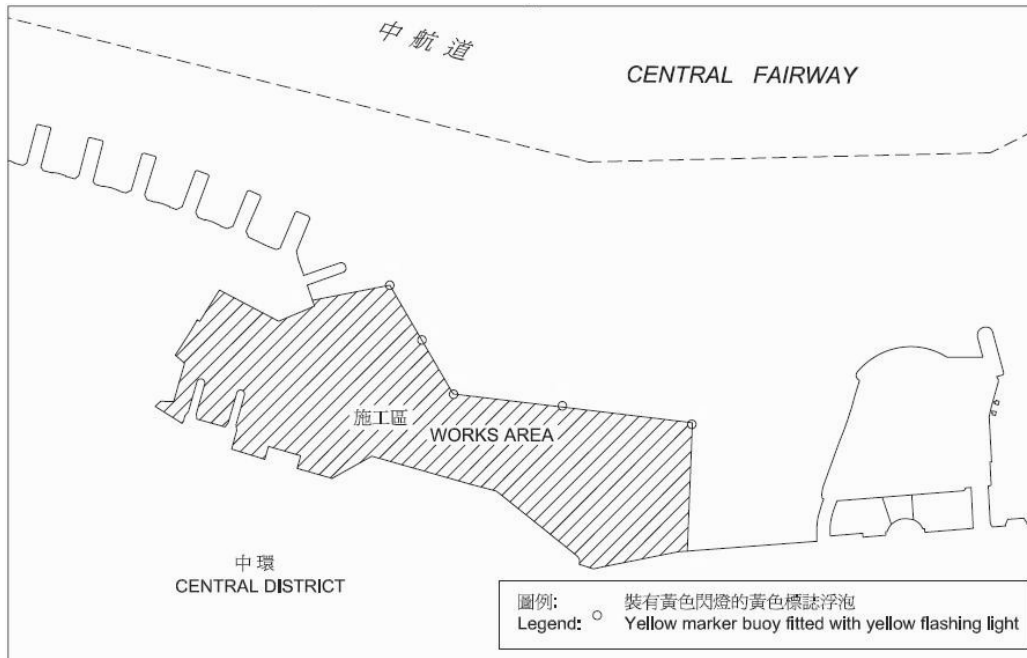 中航道
CENTRAL FAIRWAY
施工區
WORKS AREA
中環
CENTRAL DISTRICT
圖例: 裝有黃色閃燈的黃色標誌浮泡
Legend: Yellow marker buoy fitted with yellow flashing light